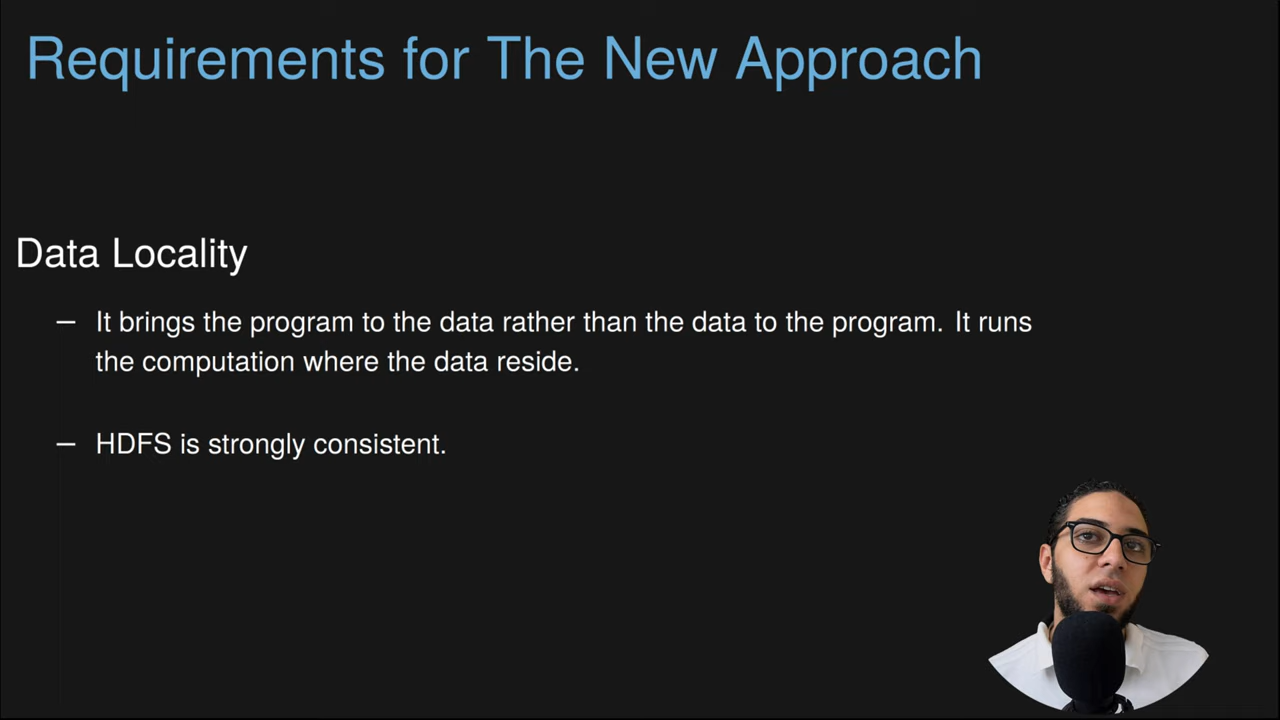 Requirements for The New Approach
Data Locality
– It brings the program to the data rather than the data to the program. It runs
the computation where the data reside.
– HDFS is strongly consistent.